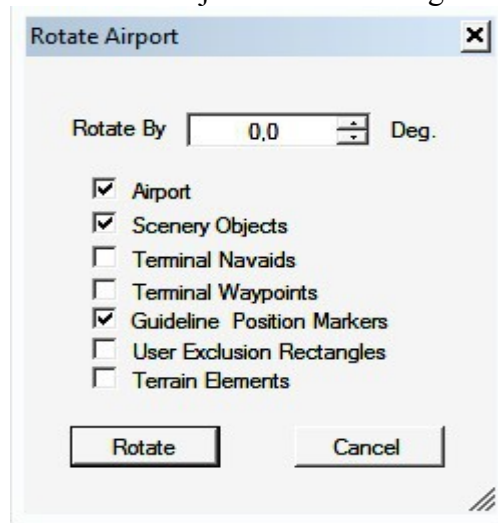 Rotate Airport
Rotate By 0,0 Deg.
Airport
Scenery Objects
Terminal Navaids
Terminal Waypoints
Guideline Position Markers
User Exclusion Rectangles
Terrain Elements
Rotate Cancel